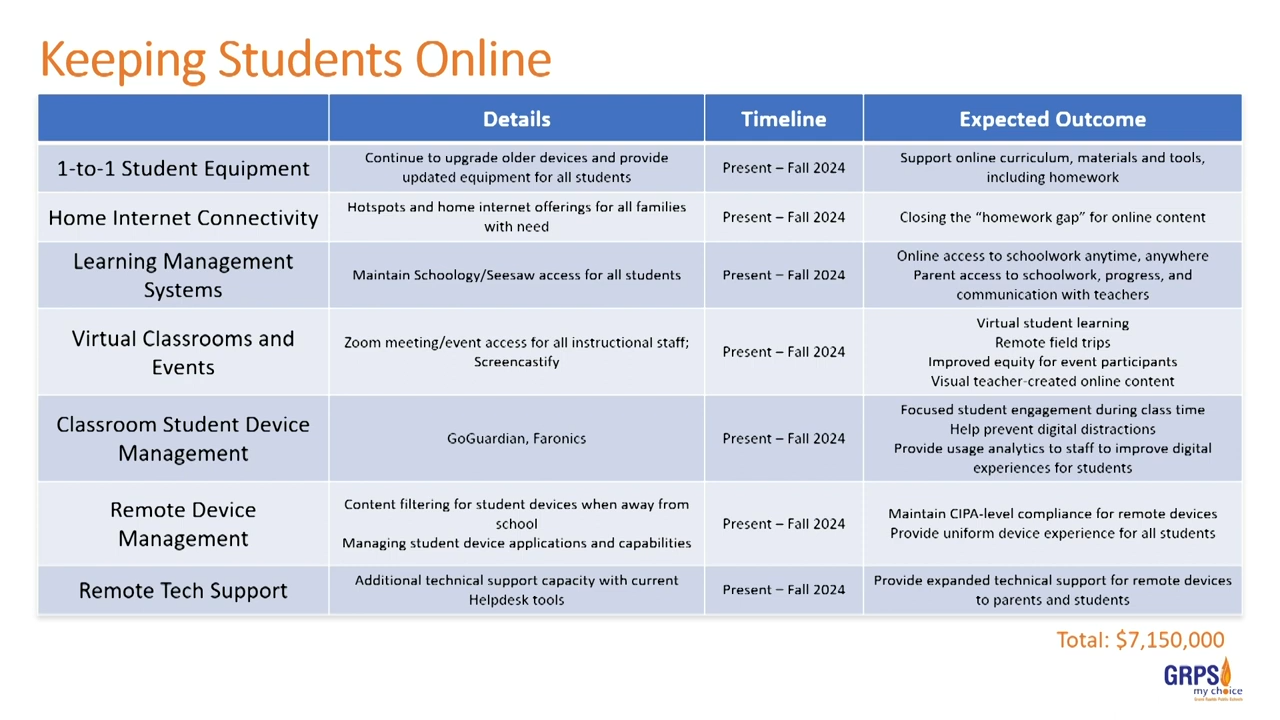 Keeping Students Online
Details
Timeline
Expected Outcome
1-to-1 Student Equipment
Continue to upgrade older devices and provide
updated equipment for all students
Present – Fall 2024
Support online curriculum, materials and tools,
including homework
Home Internet Connectivity
Hotspots and home internet offerings for all families
with need
Present – Fall 2024
Closing the “homework gap” for online content
Learning Management
Systems
Maintain Schoology/Seesaw access for all students
Present – Fall 2024
Online access to schoolwork anytime, anywhere
Parent access to schoolwork, progress, and
communication with teachers
Virtual Classrooms and
Events
Zoom meeting/event access for all instructional staff;
Screencastify
Present – Fall 2024
Virtual student learning
Remote field trips
Improved equity for event participants
Visual teacher-created online content
Classroom Student Device
Management
GoGuardian, Faronics
Present – Fall 2024
Focused student engagement during class time
Help prevent digital distractions
Provide usage analytics to staff to improve digital
experiences for students
Remote Device
Management
Content filtering for student devices when away from
school
Managing student device applications and capabilities
Present – Fall 2024
Maintain CIPA-level compliance for remote devices
Provide uniform device experience for all students
Remote Tech Support
Additional technical support capacity with current
Helpdesk tools
Present – Fall 2024
Provide expanded technical support for remote devices
to parents and students
Total: $7,150,000
GRPS
my choice
Grand Rapids Public Schools